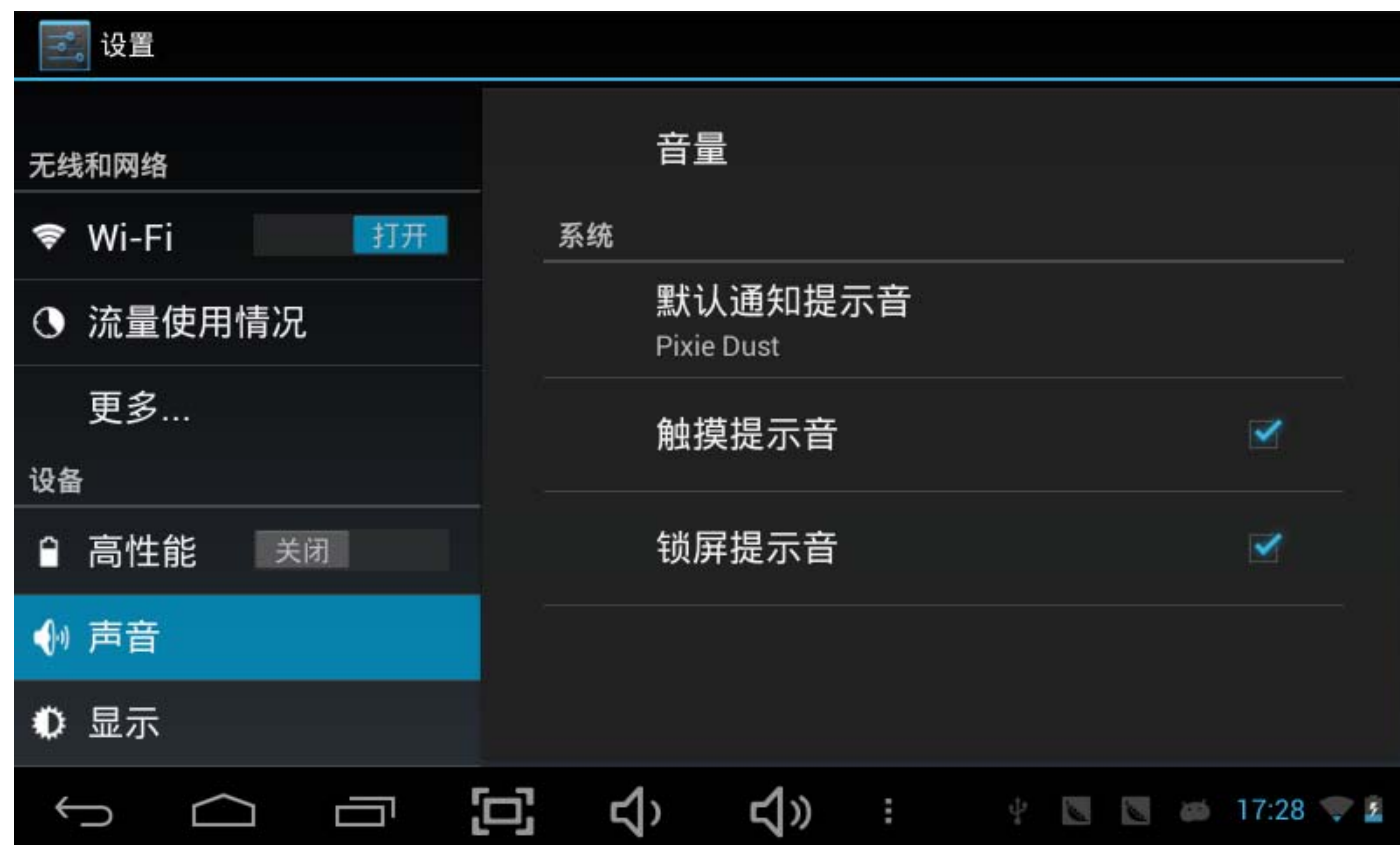 设置
无线和网络
Wi-Fi 打开
流量使用情况
更多...
设备
高性能 关闭
声音
显示
音量
系统
默认通知提示音
Pixie Dust
触摸提示音
锁屏提示音
17:28